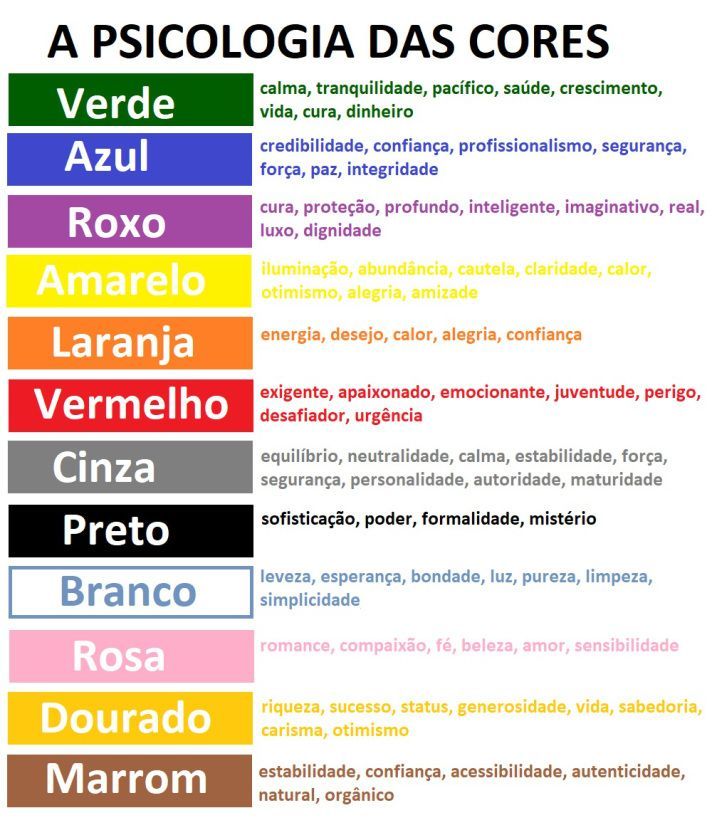 A PSICOLOGIA DAS CORES
Verde
calma, tranquilidade, pacífico, saúde, crescimento,
vida, cura, dinheiro
Azul
credibilidade, confiança, profissionalismo, segurança,
força, paz, integridade
Roxo
cura, proteção, profundo, inteligente, imaginativo, real,
luxo, dignidade
Amarelo
iluminação, abundância, cautela, claridade, calor,
otimismo, alegria, amizade
Laranja
energia, desejo, calor, alegria, confiança
Vermelho
exigente, apaixonado, emocionante, juventude, perigo,
desafiador, urgência
Cinza
equilíbrio, neutralidade, calma, estabilidade, força,
segurança, personalidade, autoridade, maturidade
Preto
sofisticação, poder, formalidade, mistério
Branco
leveza, esperança, bondade, luz, pureza, limpeza,
simplicidade
Rosa
romance, compaixão, fé, beleza, amor, sensibilidade
Dourado
riqueza, sucesso, status, generosidade, vida, sabedoria,
carisma, otimismo
Marrom
estabilidade, confiança, acessibilidade, autenticidade,
natural, orgânico